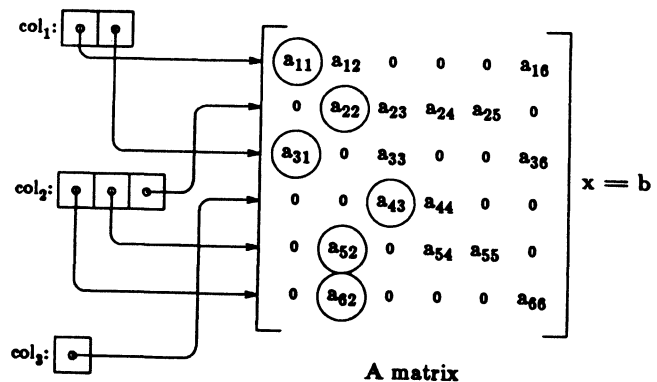 col₁:
a₁₁ a₁₂ 0 0 0 a₁₆
0 a₂₂ a₂₃ a₂₄ a₂₅ 0
a₃₁ 0 a₃₃ 0 0 a₃₆
col₂:
x = b
0 0 a₄₃ a₄₄ 0 0
0 a₅₂ 0 a₅₄ a₅₅ 0
0 a₆₂ 0 0 0 a₆₆
col₃:
A matrix